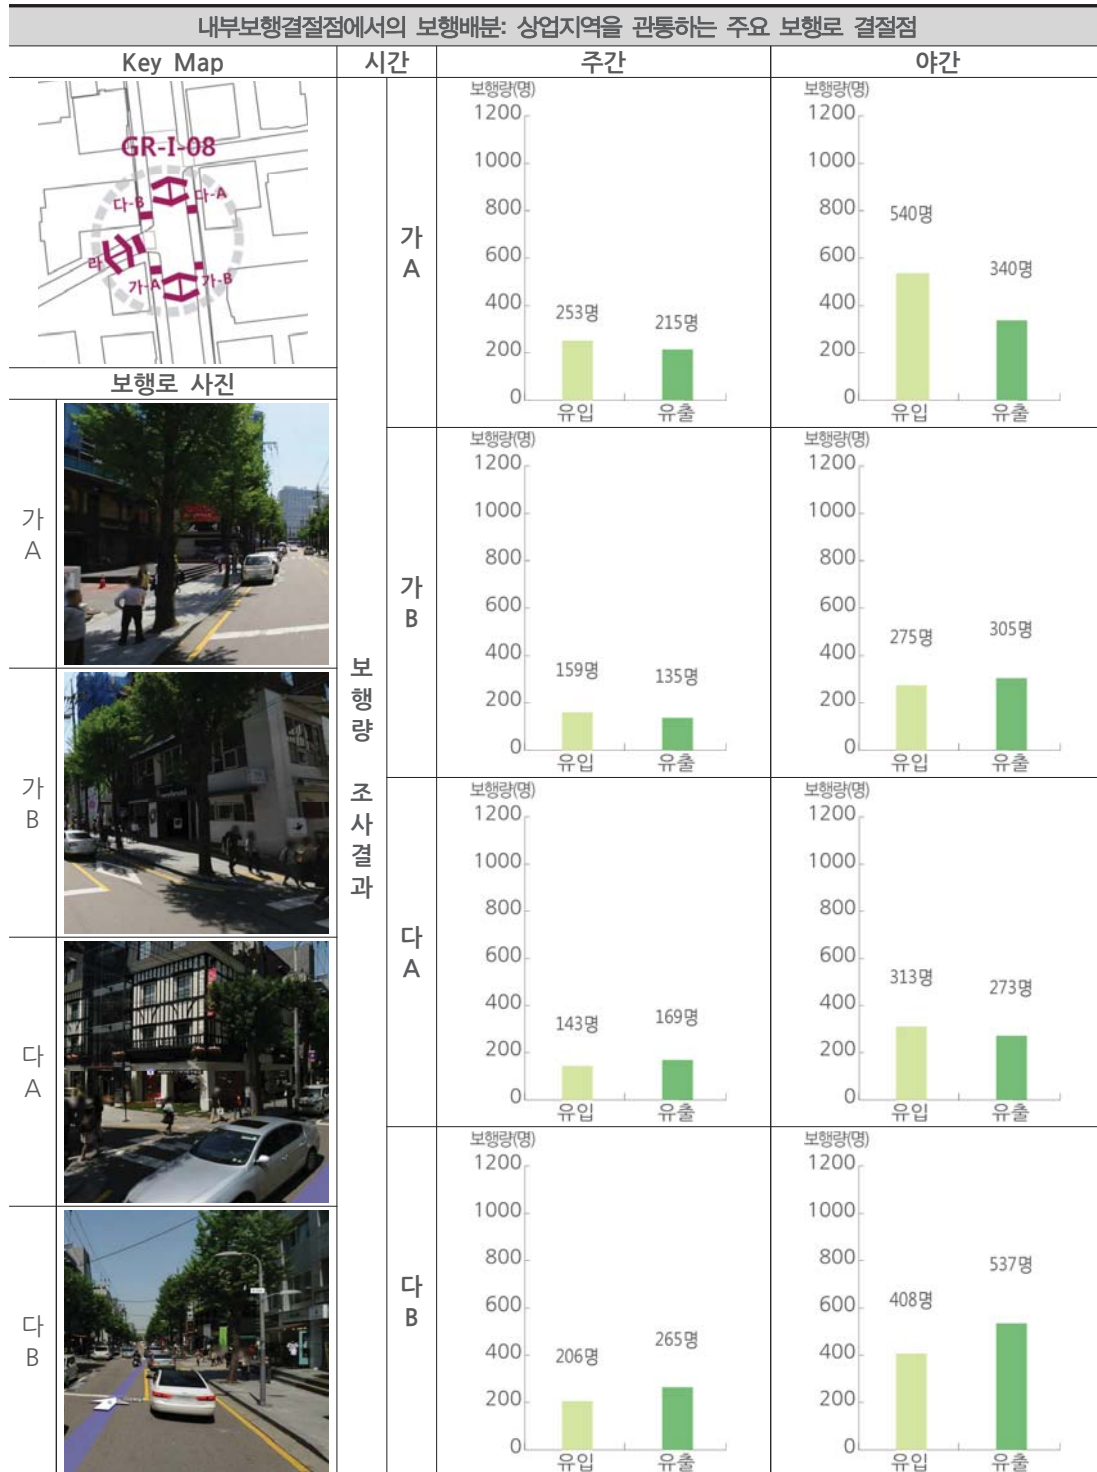 내부보행결절점에서의 보행배분: 상업지역을 관통하는 주요 보행로 결절점
Key Map
시간
주간
야간
GR-I-08
다-B
다-A
라
가-A
가-B
보행로 사진
가
A
가
B
다
A
다
B
보행량 조사결과
가
A
보행량(명)
1200
1000
800
600
400
200
0
253명
215명
유입
유출
보행량(명)
1200
1000
800
600
400
200
0
540명
340명
유입
유출
가
B
보행량(명)
1200
1000
800
600
400
200
0
159명
135명
유입
유출
보행량(명)
1200
1000
800
600
400
200
0
275명
305명
유입
유출
다
A
보행량(명)
1200
1000
800
600
400
200
0
143명
169명
유입
유출
보행량(명)
1200
1000
800
600
400
200
0
313명
273명
유입
유출
다
B
보행량(명)
1200
1000
800
600
400
200
0
206명
265명
유입
유출
보행량(명)
1200
1000
800
600
400
200
0
408명
537명
유입
유출